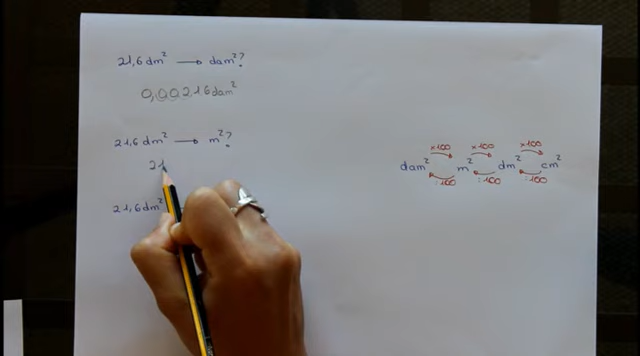 21,6 dm² → dam²?
0,00216 dam²
21,6 dm² → m²?
21
21,6 dm²
×100 ×100 ×100
dam² m² dm² cm²
:100 :100 :100